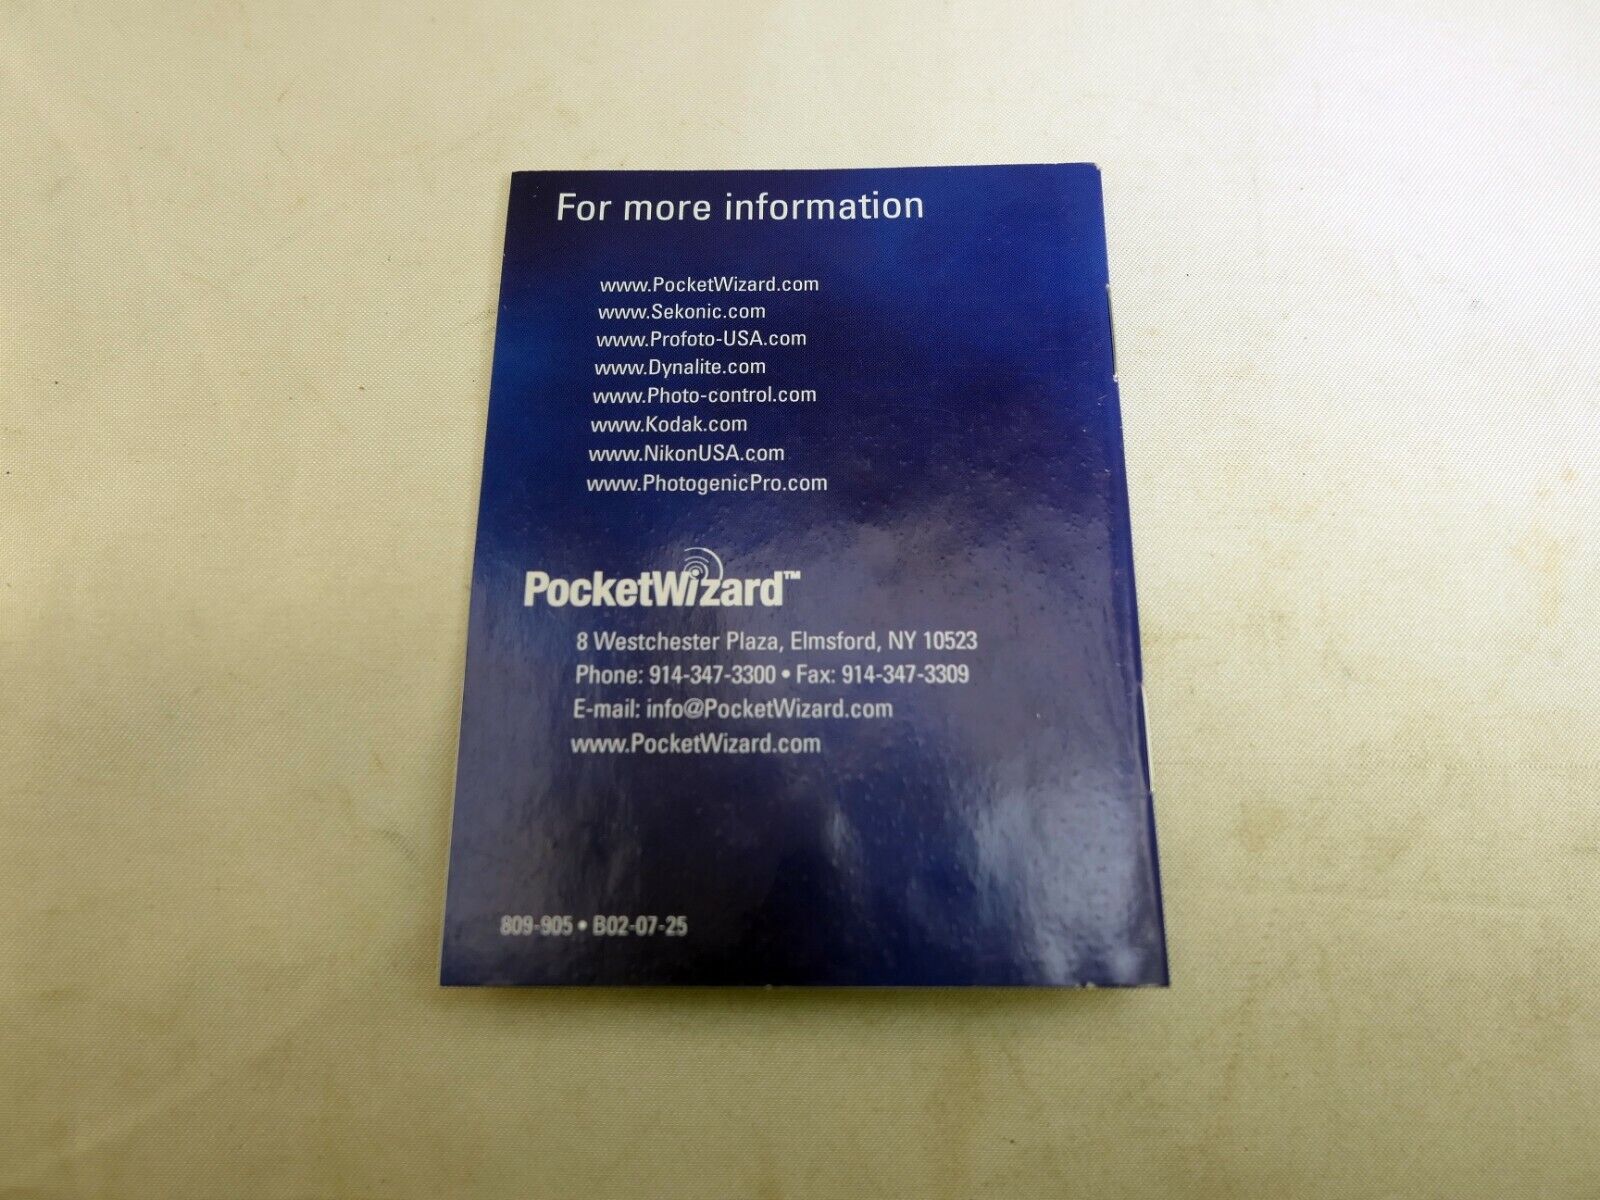 For more information
www.PocketWizard.com
www.Sekonic.com
www.Profoto-USA.com
www.Dynalite.com
www.Photo-control.com
www.Kodak.com
www.NikonUSA.com
www.PhotogenicPro.com
PocketWizard™
8 Westchester Plaza, Elmsford, NY 10523
Phone: 914-347-3300 • Fax: 914-347-3309
E-mail: info@PocketWizard.com
www.PocketWizard.com
809-905 • B02-07-25